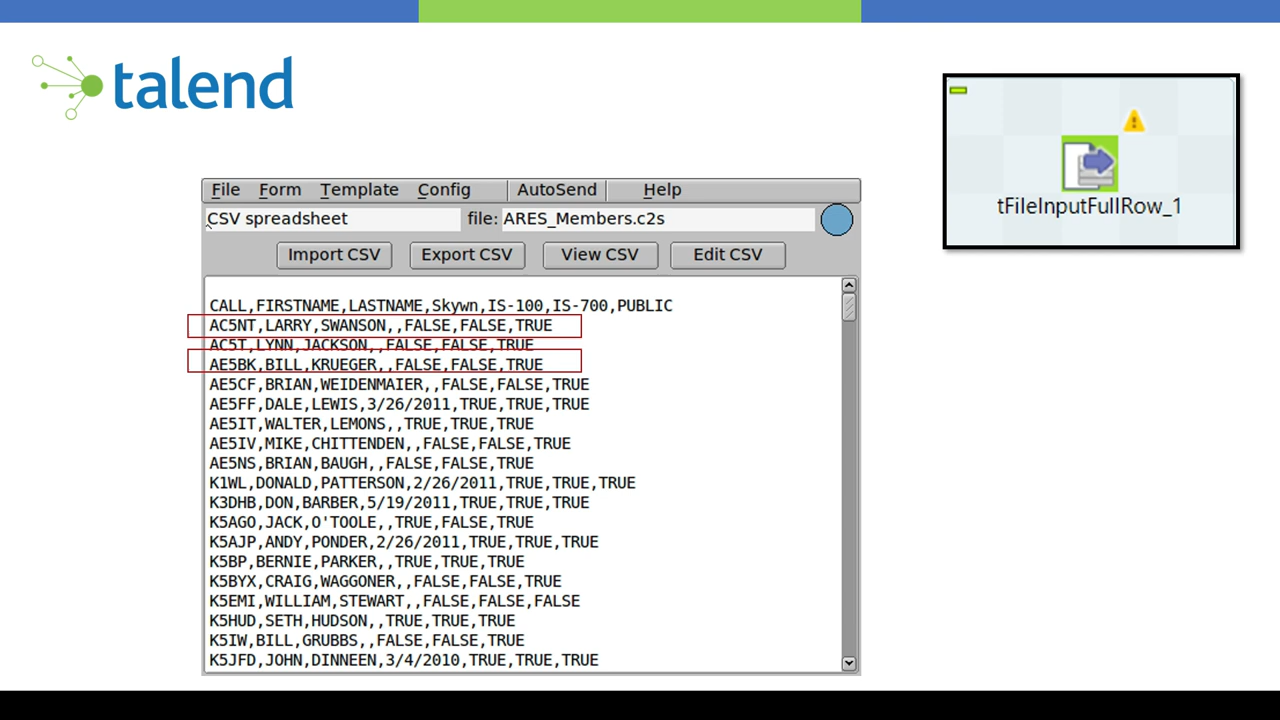 talend
tFileInputFullRow_1
File Form Template Config AutoSend Help
CSV spreadsheet file: ARES_Members.c2s
Import CSV Export CSV View CSV Edit CSV
CALL,FIRSTNAME,LASTNAME,Skywn,IS-100,IS-700,PUBLIC
AC5NT,LARRY,SWANSON,,FALSE,FALSE,TRUE
AC5T,LYNN,JACKSON,,FALSE,FALSE,TRUE
AE5BK,BILL,KRUEGER,,FALSE,FALSE,TRUE
AE5CF,BRIAN,WEIDENMAIER,,FALSE,FALSE,TRUE
AE5FF,DALE,LEWIS,3/26/2011,TRUE,TRUE,TRUE
AE5IT,WALTER,LEMONS,,TRUE,TRUE,TRUE
AE5IV,MIKE,CHITTENDEN,,FALSE,FALSE,TRUE
AE5NS,BRIAN,BAUGH,,FALSE,FALSE,TRUE
K1WL,DONALD,PATTERSON,2/26/2011,TRUE,TRUE,TRUE
K3DHB,DON,BARBER,5/19/2011,TRUE,TRUE,TRUE
K5AGO,JACK,O'TOOLE,,TRUE,FALSE,TRUE
K5AJP,ANDY,PONDER,2/26/2011,TRUE,TRUE,TRUE
K5BP,BERNIE,PARKER,,TRUE,TRUE,TRUE
K5BYX,CRAIG,WAGGONER,,FALSE,FALSE,TRUE
K5EMI,WILLIAM,STEWART,,FALSE,FALSE,FALSE
K5HUD,SETH,HUDSON,,TRUE,TRUE,TRUE
K5IW,BILL,GRUBBS,,FALSE,FALSE,TRUE
K5JFD,JOHN,DINNEEN,3/4/2010,TRUE,TRUE,TRUE